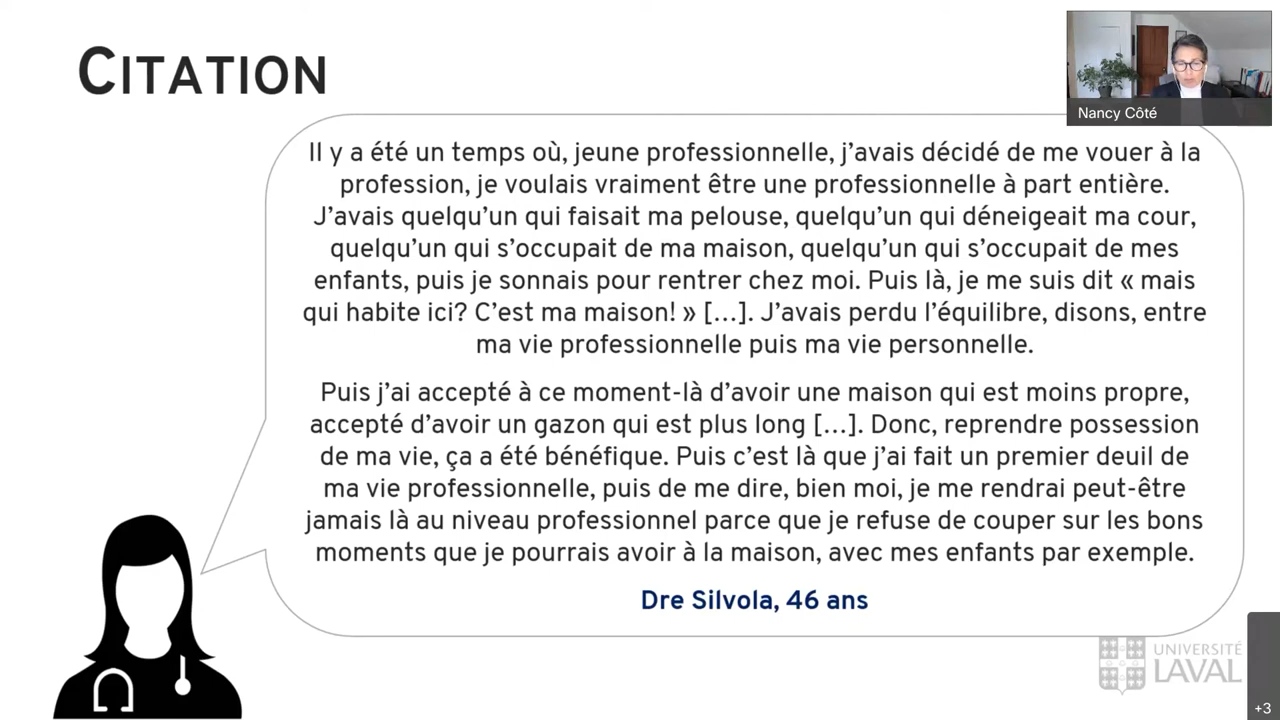 CITATION
Nancy Côté
Il y a été un temps où, jeune professionnelle, j’avais décidé de me vouer à la
profession, je voulais vraiment être une professionnelle à part entière.
J’avais quelqu’un qui faisait ma pelouse, quelqu’un qui déneigeait ma cour,
quelqu’un qui s’occupait de ma maison, quelqu’un qui s’occupait de mes
enfants, puis je sonnais pour rentrer chez moi. Puis là, je me suis dit « mais
qui habite ici? C’est ma maison! » [...]. J’avais perdu l’équilibre, disons, entre
ma vie professionnelle puis ma vie personnelle.
Puis j’ai accepté à ce moment-là d’avoir une maison qui est moins propre,
accepté d’avoir un gazon qui est plus long [...]. Donc, reprendre possession
de ma vie, ça a été bénéfique. Puis c’est là que j’ai fait un premier deuil de
ma vie professionnelle, puis de me dire, bien moi, je me rendrai peut-être
jamais là au niveau professionnel parce que je refuse de couper sur les bons
moments que je pourrais avoir à la maison, avec mes enfants par exemple.
Dre Silvola, 46 ans
UNIVERSITÉ
LAVAL
+3